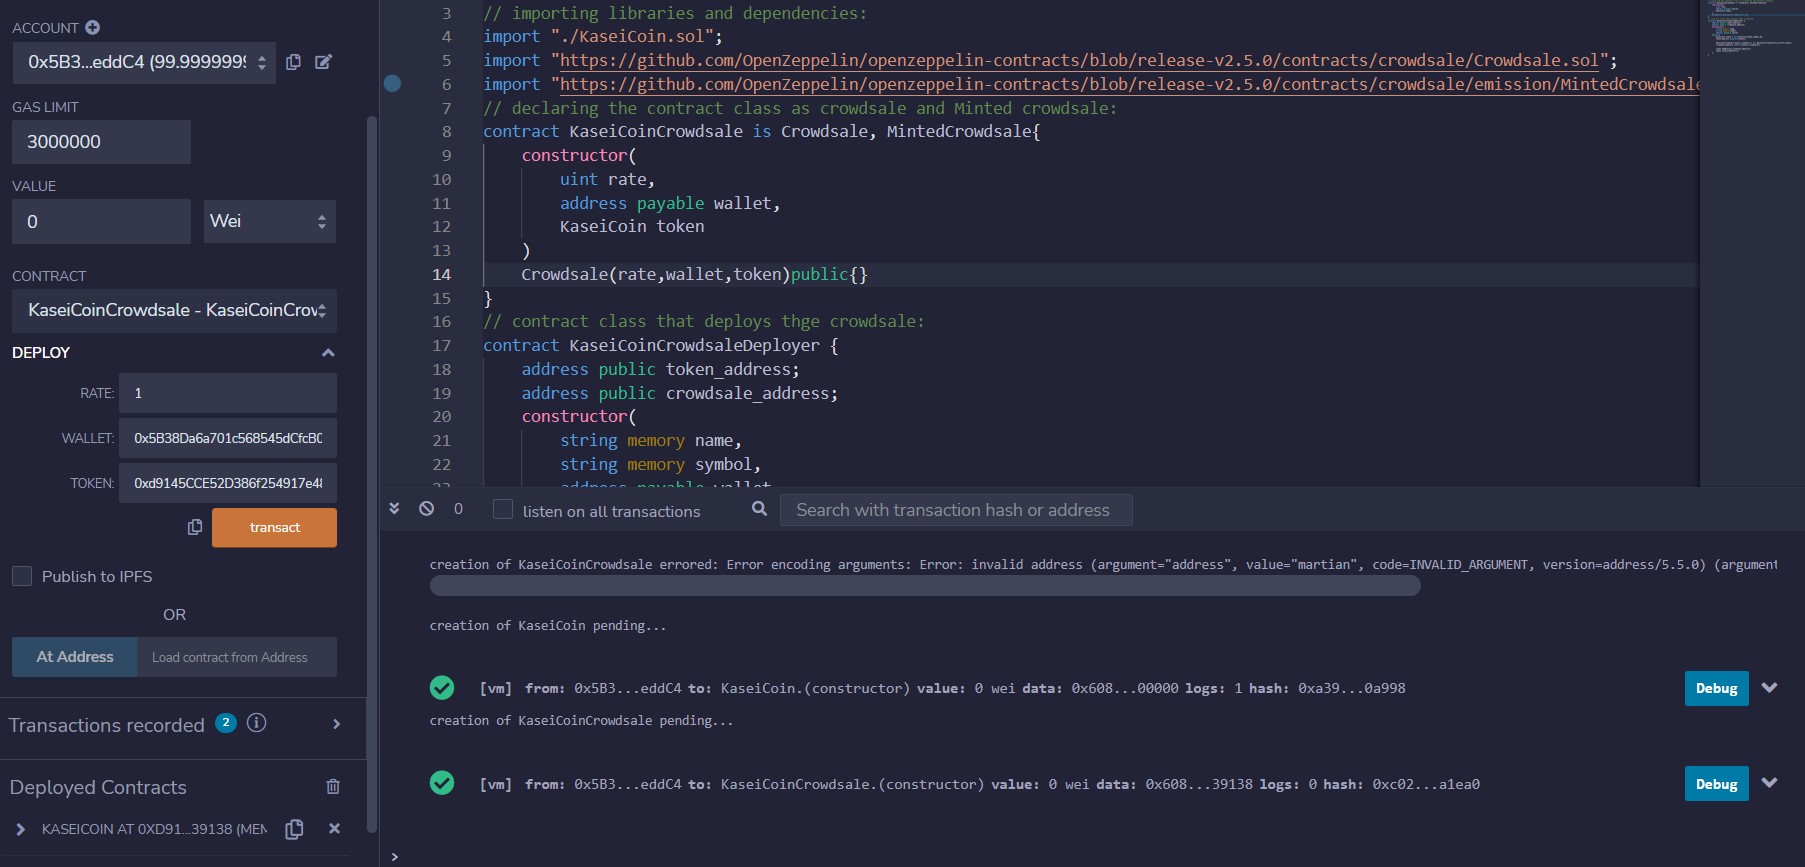 ACCOUNT
0x5B3...eddC4 (99.999999
GAS LIMIT
3000000
VALUE
0
Wei
CONTRACT
KaseiCoinCrowdsale - KaseiCoinCrow
DEPLOY
RATE: 1
WALLET: 0x5B38Da6a701c568545dCfcB0
TOKEN: 0xd9145CCE52D386f254917e48
transact
Publish to IPFS
OR
At Address
Load contract from Address
Transactions recorded 2
Deployed Contracts
KASEICOIN AT 0XD91...39138 (MEM
3 // importing libraries and dependencies:
4 import "./KaseiCoin.sol";
5 import "https://github.com/OpenZeppelin/openzeppelin-contracts/blob/release-v2.5.0/contracts/crowdsale/Crowdsale.sol";
6 import "https://github.com/OpenZeppelin/openzeppelin-contracts/blob/release-v2.5.0/contracts/crowdsale/emission/MintedCrowdsale
7 // declaring the contract class as crowdsale and Minted crowdsale:
8 contract KaseiCoinCrowdsale is Crowdsale, MintedCrowdsale{
9 constructor(
10 uint rate,
11 address payable wallet,
12 KaseiCoin token
13 )
14 Crowdsale(rate,wallet,token)public{}
15 }
16 // contract class that deploys thge crowdsale:
17 contract KaseiCoinCrowdsaleDeployer {
18 address public token_address;
19 address public crowdsale_address;
20 constructor(
21 string memory name,
22 string memory symbol,
23 address payable wallet
0
listen on all transactions
Search with transaction hash or address
creation of KaseiCoinCrowdsale errored: Error encoding arguments: Error: invalid address (argument="address", value="martian", code=INVALID_ARGUMENT, version=address/5.5.0) (argument
creation of KaseiCoin pending...
[vm] from: 0x5B3...eddC4 to: KaseiCoin.(constructor) value: 0 wei data: 0x608...00000 logs: 1 hash: 0xa39...0a998
Debug
creation of KaseiCoinCrowdsale pending...
[vm] from: 0x5B3...eddC4 to: KaseiCoinCrowdsale.(constructor) value: 0 wei data: 0x608...39138 logs: 0 hash: 0xc02...a1ea0
Debug
>